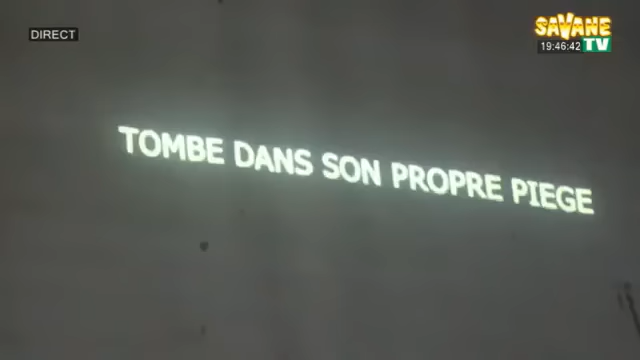 DIRECT
SAVANE
19:46:42 TV
TOMBE DANS SON PROPRE PIEGE